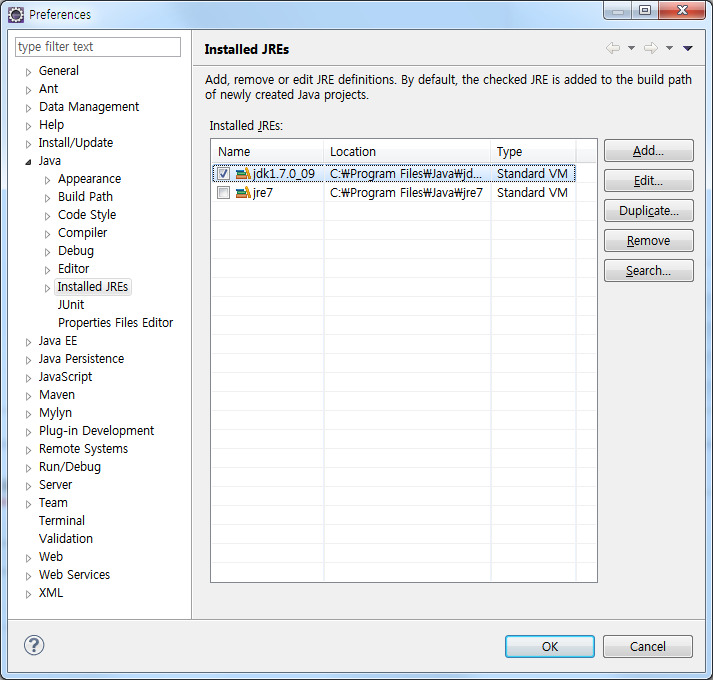 Preferences
type filter text
General
Ant
Data Management
Help
Install/Update
Java
Appearance
Build Path
Code Style
Compiler
Debug
Editor
Installed JREs
JUnit
Properties Files Editor
Java EE
Java Persistence
JavaScript
Maven
Mylyn
Plug-in Development
Remote Systems
Run/Debug
Server
Team
Terminal
Validation
Web
Web Services
XML
Installed JREs
Add, remove or edit JRE definitions. By default, the checked JRE is added to the build path
of newly created Java projects.
Installed JREs:
Name Location Type
jdk1.7.0_09 C:₩Program Files₩Java₩jd... Standard VM
jre7 C:₩Program Files₩Java₩jre7 Standard VM
Add...
Edit...
Duplicate...
Remove
Search...
?
OK Cancel